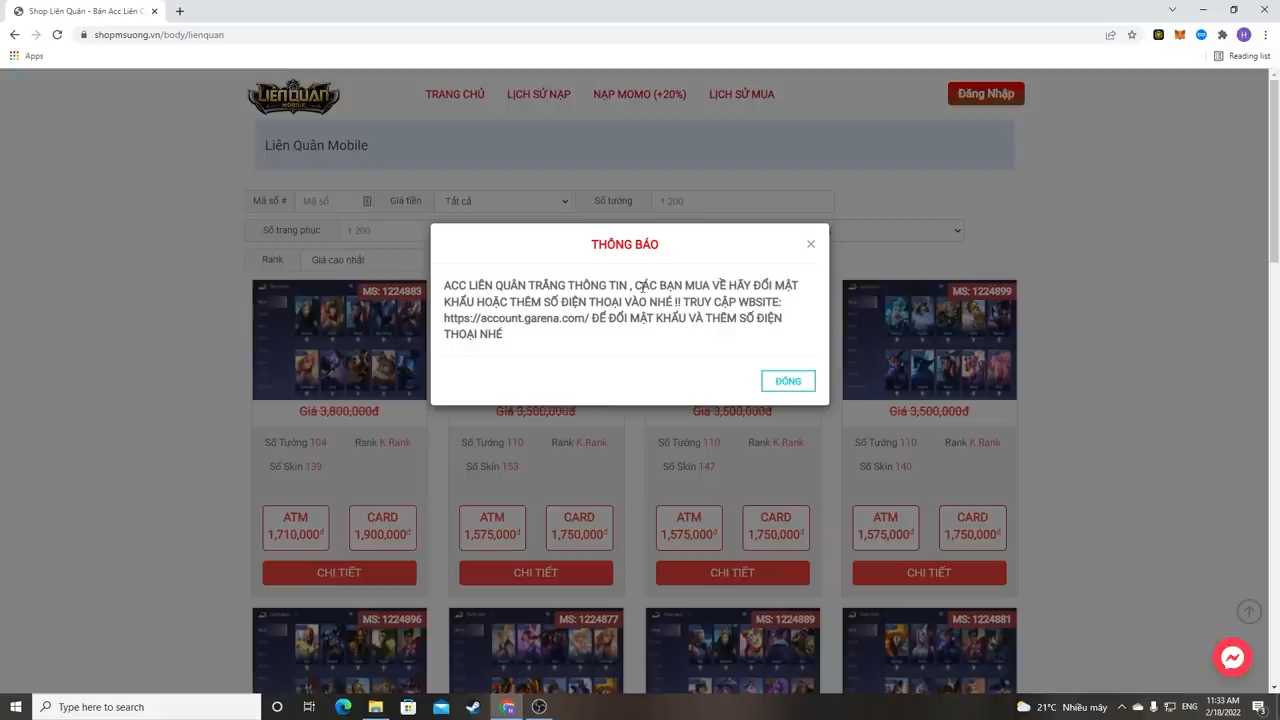 Shop Liên Quân - Bán Acc Liên C
shopmsuong.vn/body/lienquan
Apps
Reading list
LIÊN QUÂN
MOBILE
TRANG CHỦ
LỊCH SỬ NẠP
NẠP MOMO (+20%)
LỊCH SỬ MUA
Đăng Nhập
Liên Quân Mobile
Mã số #
Mã số
Giá tiền
Tất cả
Số tướng
1 200
Số trang phục
1 200
Rank
Giá cao nhất
THÔNG BÁO
×
ACC LIÊN QUÂN TRẮNG THÔNG TIN , CÁC BẠN MUA VỀ HÃY ĐỔI MẬT
KHẨU HOẶC THÊM SỐ ĐIỆN THOẠI VÀO NHÉ !! TRUY CẬP WBSITE:
https://account.garena.com/ ĐỂ ĐỔI MẬT KHẨU VÀ THÊM SỐ ĐIỆN
THOẠI NHÉ
ĐÓNG
MS: 1224883
MS: 1224899
Giá 3,800,000đ
Giá 3,500,000đ
Giá 3,500,000đ
Giá 3,500,000đ
Số Tướng 104
Rank K.Rank
Số Tướng 110
Rank K.Rank
Số Tướng 110
Rank K.Rank
Số Tướng 110
Rank K.Rank
Số Skin 139
Số Skin 153
Số Skin 147
Số Skin 140
ATM
1,710,000đ
CARD
1,900,000đ
ATM
1,575,000đ
CARD
1,750,000đ
ATM
1,575,000đ
CARD
1,750,000đ
ATM
1,575,000đ
CARD
1,750,000đ
CHI TIẾT
CHI TIẾT
CHI TIẾT
CHI TIẾT
MS: 1224896
MS: 1224877
MS: 1224889
MS: 1224881
Type here to search
21°C Nhiều mây
ENG
11:33 AM
2/18/2022